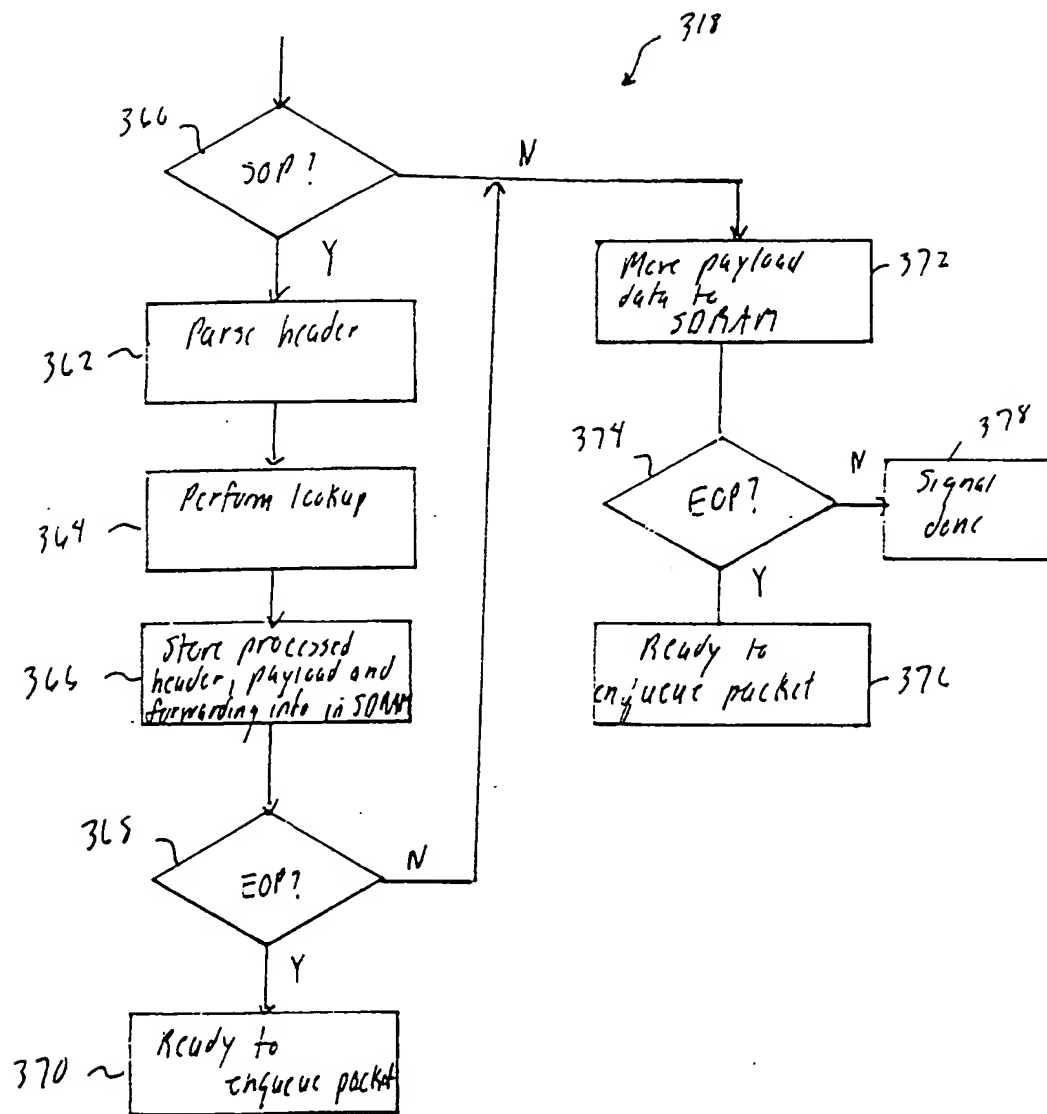 318
366
SOP?
N
Y
Move payload
data to
SDRAM
372
Parse header
362
374
378
EOP?
N
Signal
done
Perform lookup
364
Y
Store processed
header, payload and
forwarding info in SDRAM
366
Ready to
enqueue packet
376
368
EOP?
N
Y
Ready to
enqueue packet
370